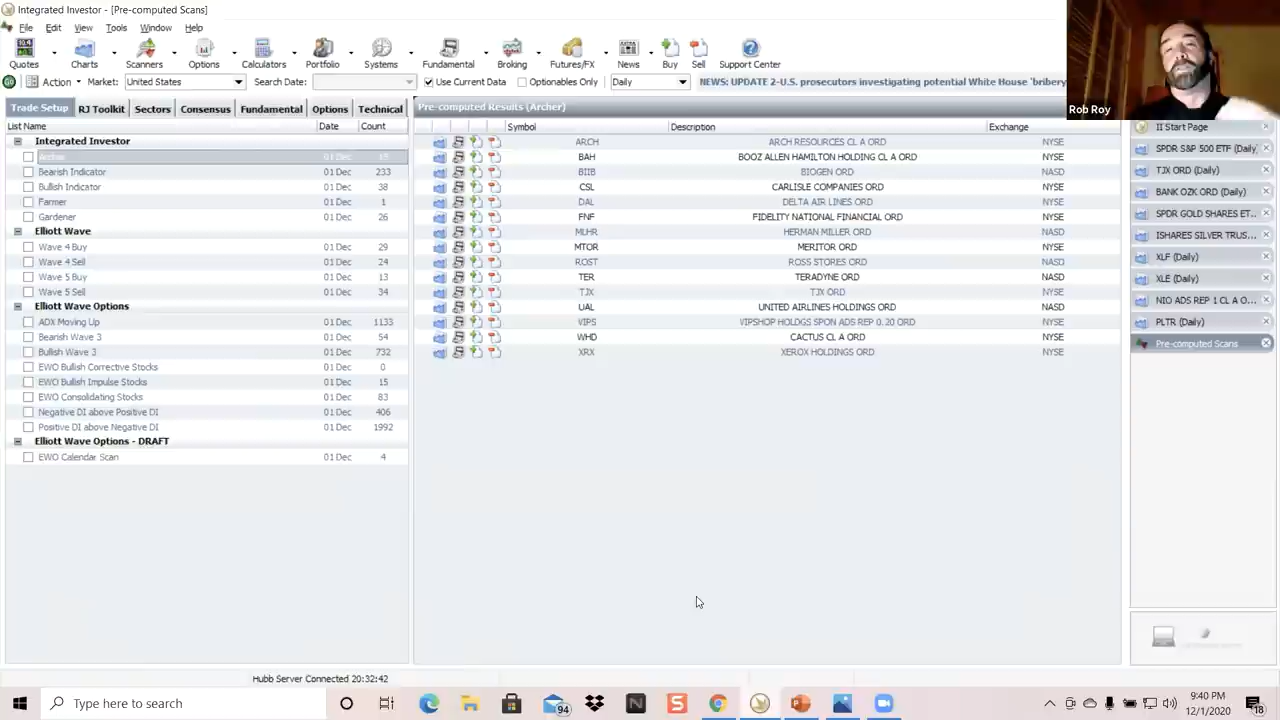 Integrated Investor - [Pre-computed Scans]
File Edit View Tools Window Help
Quotes Charts Scanners Options Calculators Portfolio Systems Fundamental Broking Futures/FX News Buy Sell Support Center
Action Market: United States Search Date: Use Current Data Optionables Only Daily NEWS: UPDATE 2-U.S. prosecutors investigating potential White House 'bribery
Rob Roy
Trade Setup RJ Toolkit Sectors Consensus Fundamental Options Technical
List Name Date Count
Integrated Investor
Archer 01 Dec 15
Bearish Indicator 01 Dec 233
Bullish Indicator 01 Dec 38
Farmer 01 Dec 1
Gardener 01 Dec 26
Elliott Wave
Wave 4 Buy 01 Dec 29
Wave 4 Sell 01 Dec 24
Wave 5 Buy 01 Dec 13
Wave 5 Sell 01 Dec 34
Elliott Wave Options
ADX Moving Up 01 Dec 1133
Bearish Wave 3 01 Dec 54
Bullish Wave 3 01 Dec 732
EWO Bullish Corrective Stocks 01 Dec 0
EWO Bullish Impulse Stocks 01 Dec 15
EWO Consolidating Stocks 01 Dec 83
Negative DI above Positive DI 01 Dec 406
Positive DI above Negative DI 01 Dec 1992
Elliott Wave Options - DRAFT
EWO Calendar Scan 01 Dec 4
Pre-computed Results (Archer)
Symbol Description Exchange
ARCH ARCH RESOURCES CL A ORD NYSE
BAH BOOZ ALLEN HAMILTON HOLDING CL A ORD NYSE
BIIB BIOGEN ORD NASD
CSL CARLISLE COMPANIES ORD NYSE
DAL DELTA AIR LINES ORD NYSE
FNF FIDELITY NATIONAL FINANCIAL ORD NYSE
MLHR HERMAN MILLER ORD NASD
MTOR MERITOR ORD NYSE
ROST ROSS STORES ORD NASD
TER TERADYNE ORD NASD
TJX TJX ORD NYSE
UAL UNITED AIRLINES HOLDINGS ORD NASD
VIPS VIPSHOP HOLDGS SPON ADS REP 0.20 ORD NYSE
WHD CACTUS CL A ORD NYSE
XRX XEROX HOLDINGS ORD NYSE
II Start Page
SPDR S&P 500 ETF (Daily)
TJX ORD (Daily)
BANK OZK ORD (Daily)
SPDR GOLD SHARES ET...
ISHARES SILVER TRUS...
XLF (Daily)
XLE (Daily)
NIO ADS REP 1 CL A O...
PLTR (Daily)
Pre-computed Scans
Hubb Server Connected 20:32:42
Type here to search
94
9:40 PM
12/1/2020
18